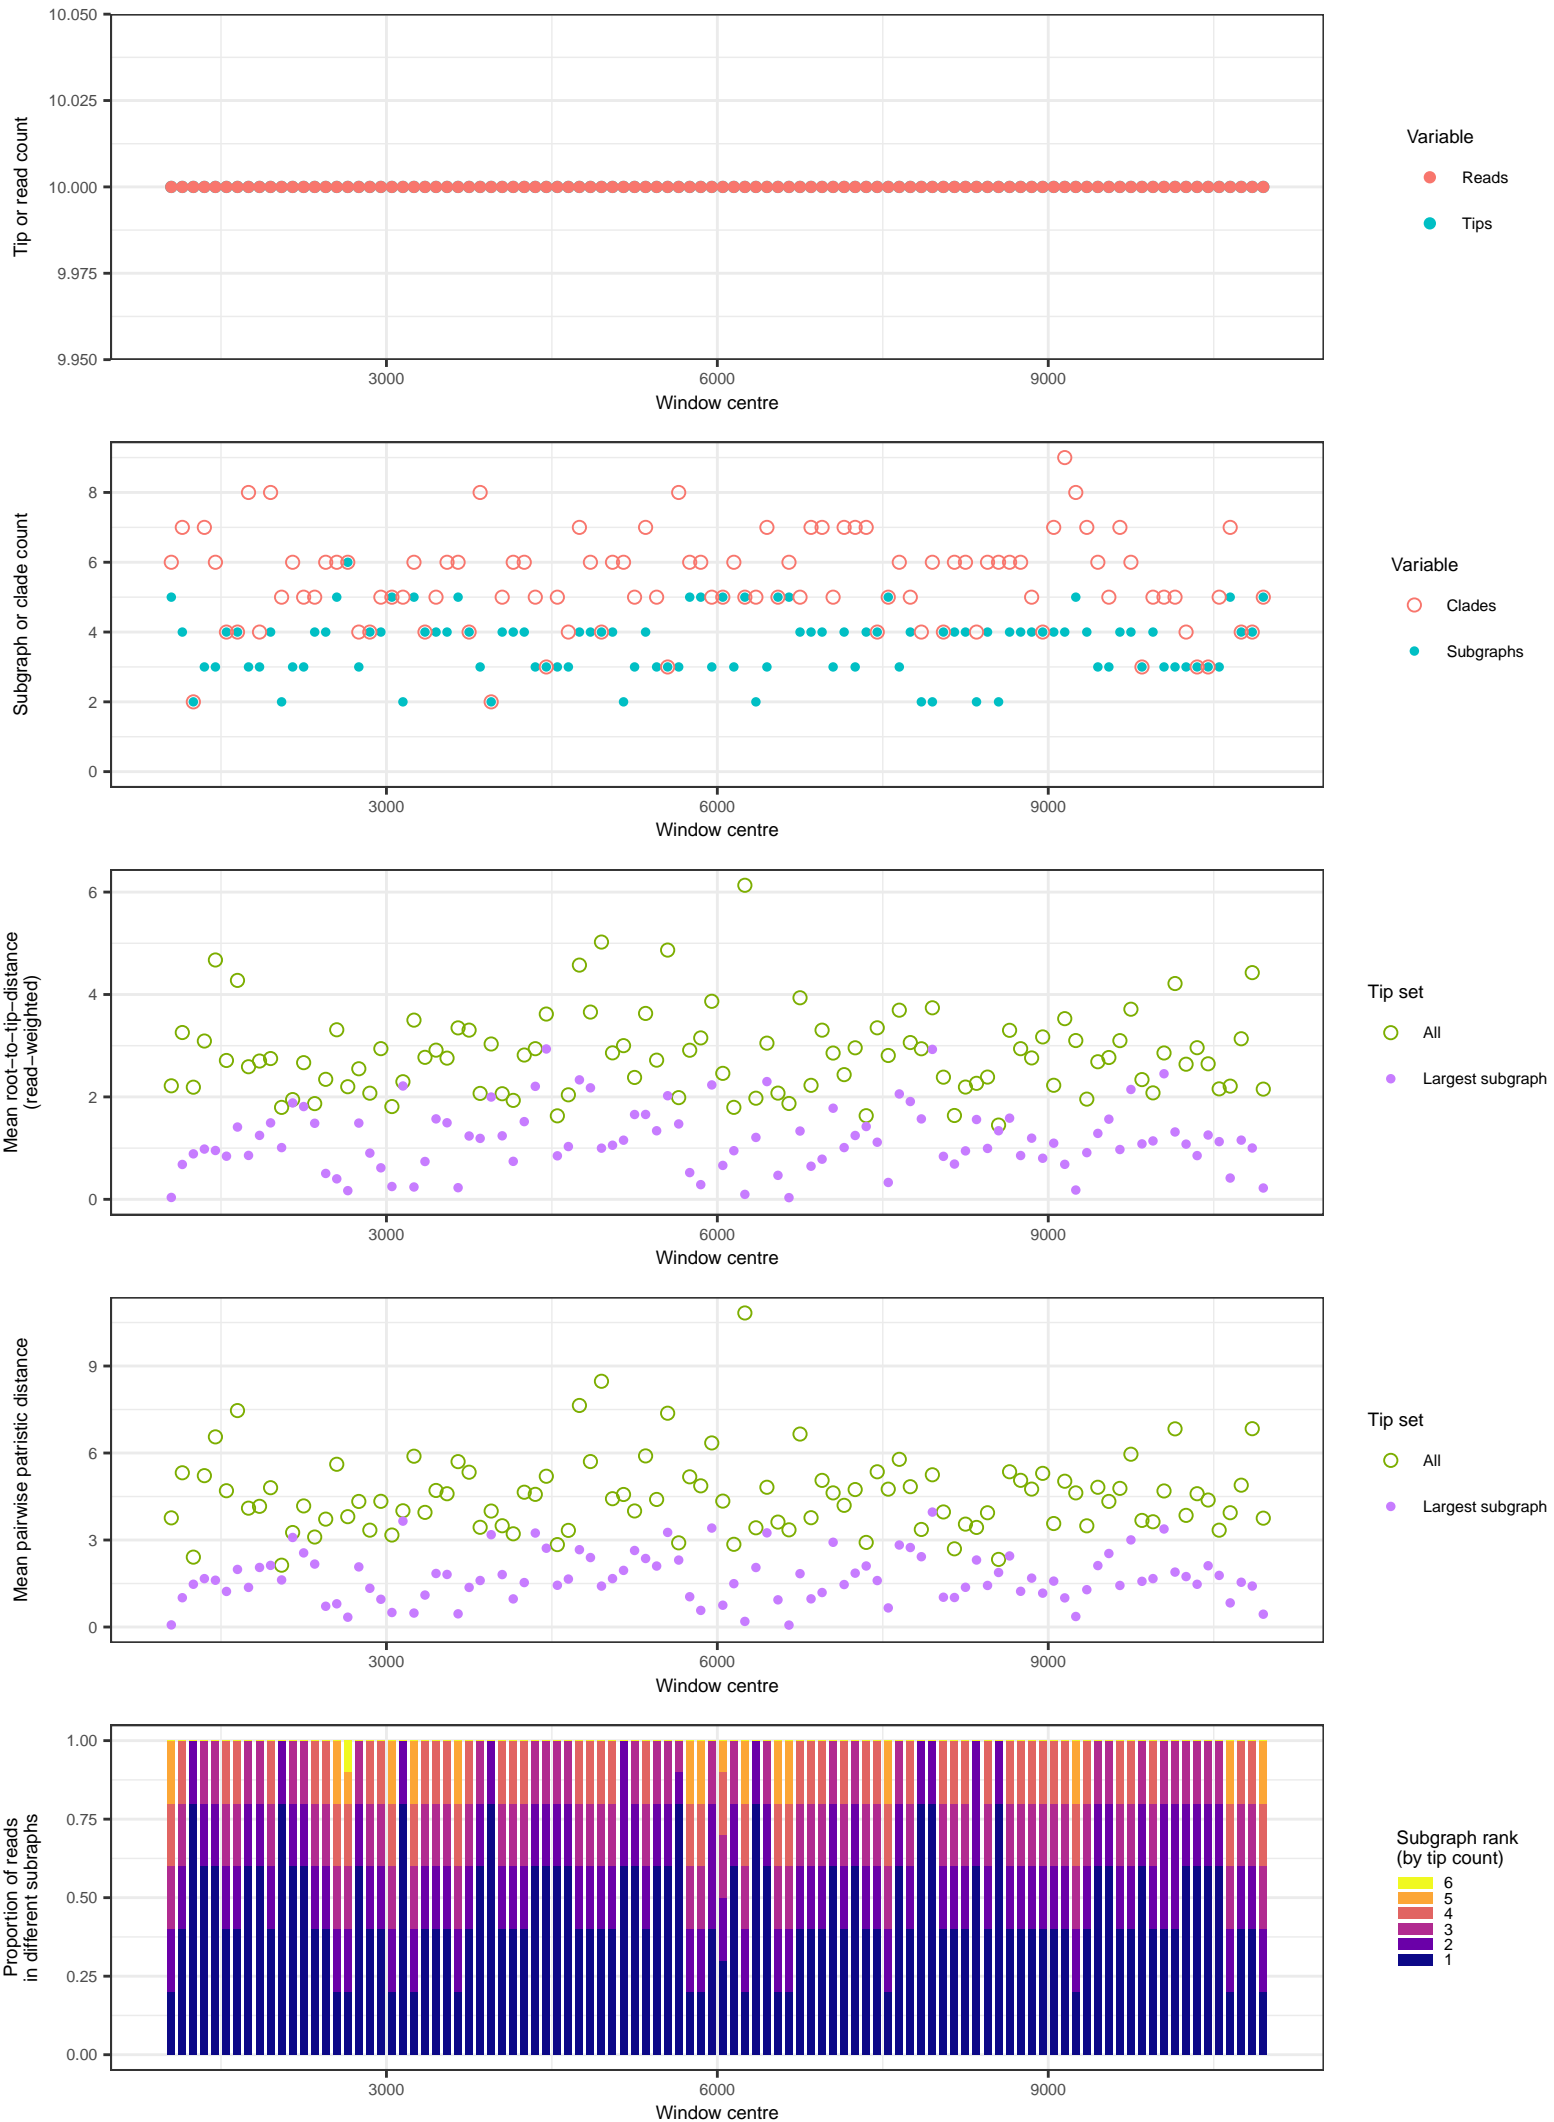 10.050
10.025
10.000
9.975
9.950
Tip or read count
3000
6000
9000
Window centre
Variable
Reads
Tips
8
6
4
2
0
Subgraph or clade count
3000
6000
9000
Window centre
Variable
Clades
Subgraphs
6
4
2
0
Mean root−to−tip−distance
(read−weighted)
3000
6000
9000
Window centre
Tip set
All
Largest subgraph
9
6
3
0
Mean pairwise patristic distance
3000
6000
9000
Window centre
Tip set
All
Largest subgraph
1.00
0.75
0.50
0.25
0.00
Proportion of reads
in different subraphs
3000
6000
9000
Window centre
Subgraph rank
(by tip count)
6
5
4
3
2
1